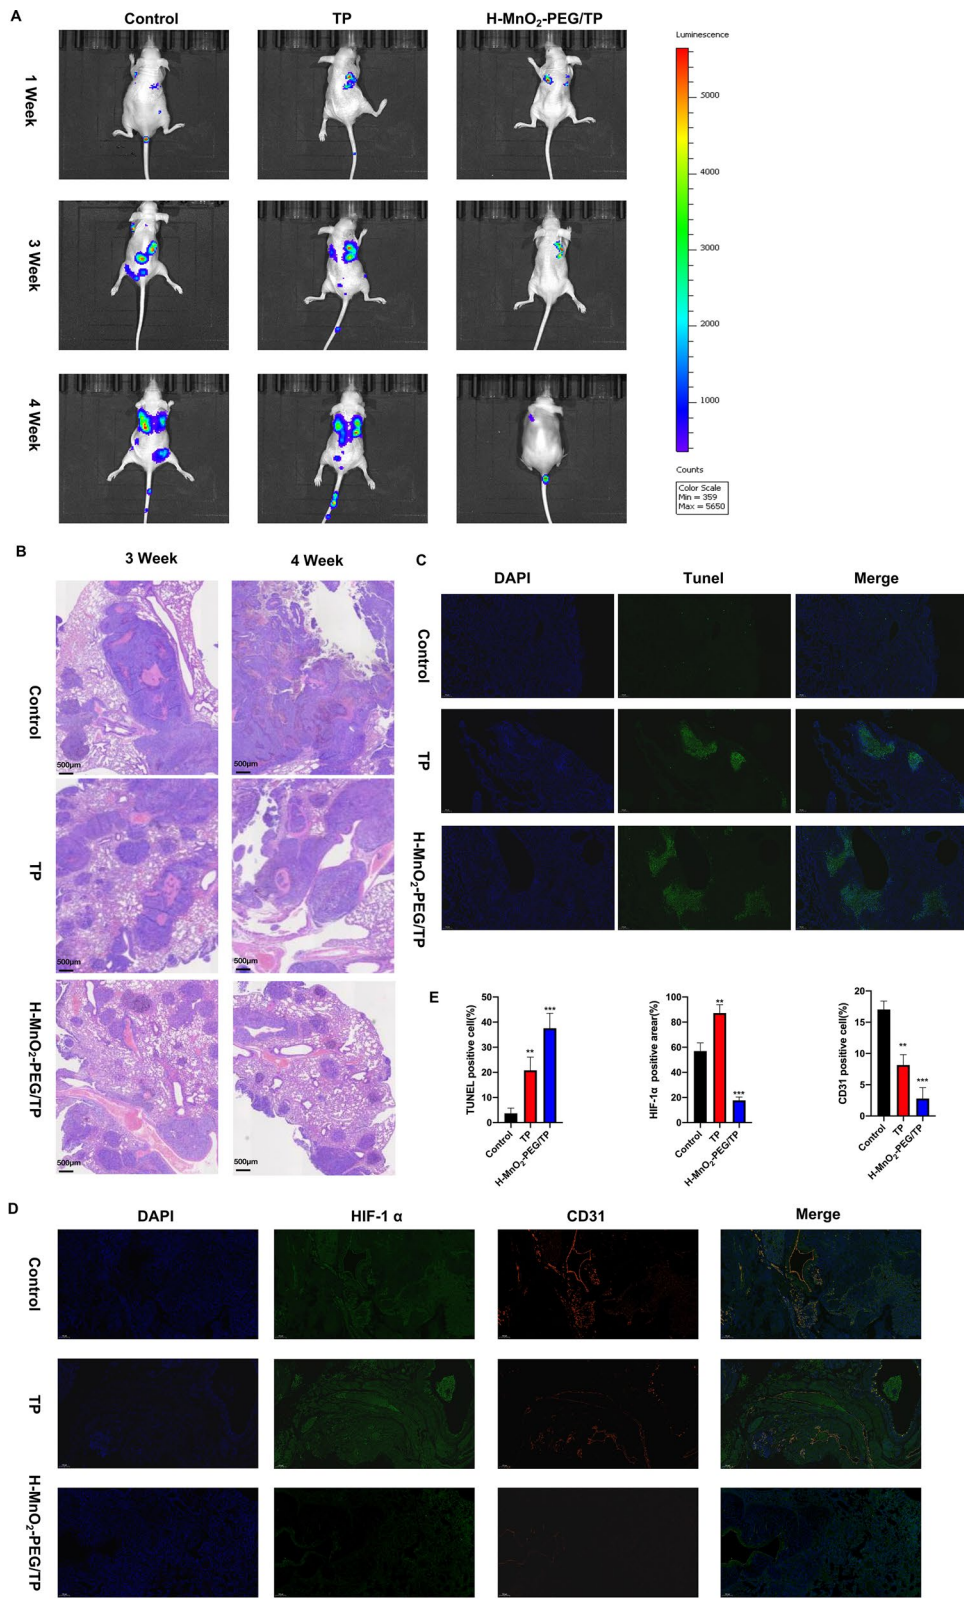 A
Control
TP
H-MnO₂-PEG/TP
Luminescence
1 Week
3 Week
4 Week
5000
4000
3000
2000
1000
Counts
Color Scale
Min = 359
Max = 5650
B
3 Week
4 Week
Control
TP
H-MnO₂-PEG/TP
500μm
500μm
500μm
500μm
500μm
500μm
C
DAPI
Tunel
Merge
Control
TP
H-MnO₂-PEG/TP
E
TUNEL positive cell(%)
50
40
30
20
10
0
**
***
Control
TP
H-MnO₂-PEG/TP
HIF-1α positive arear(%)
100
80
60
40
20
0
**
***
Control
TP
H-MnO₂-PEG/TP
CD31 positive cell(%)
20
15
10
5
0
**
***
Control
TP
H-MnO₂-PEG/TP
D
DAPI
HIF-1 α
CD31
Merge
Control
TP
H-MnO₂-PEG/TP